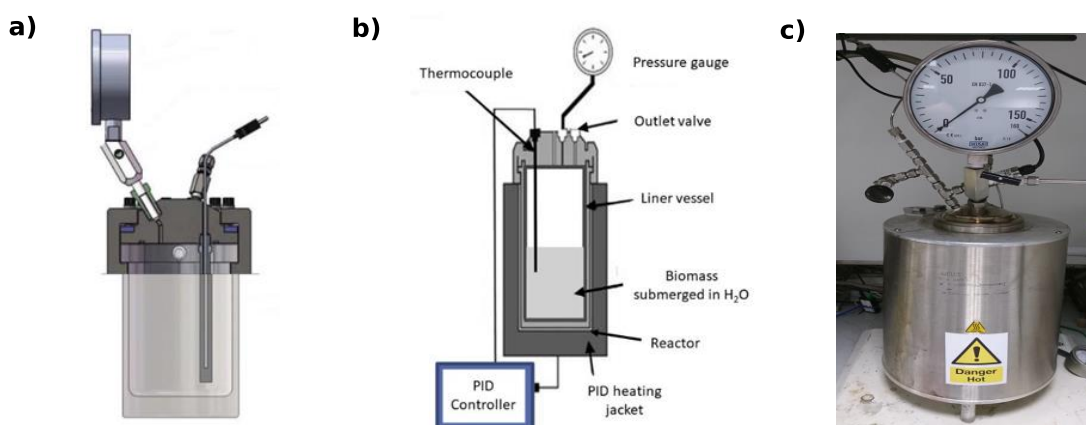 a)
b)
c)
Thermocouple
Pressure gauge
Outlet valve
Liner vessel
Biomass
submerged in H₂O
Reactor
PID heating
jacket
PID
Controller
0
50
100
150
160
bar
Danger
Hot